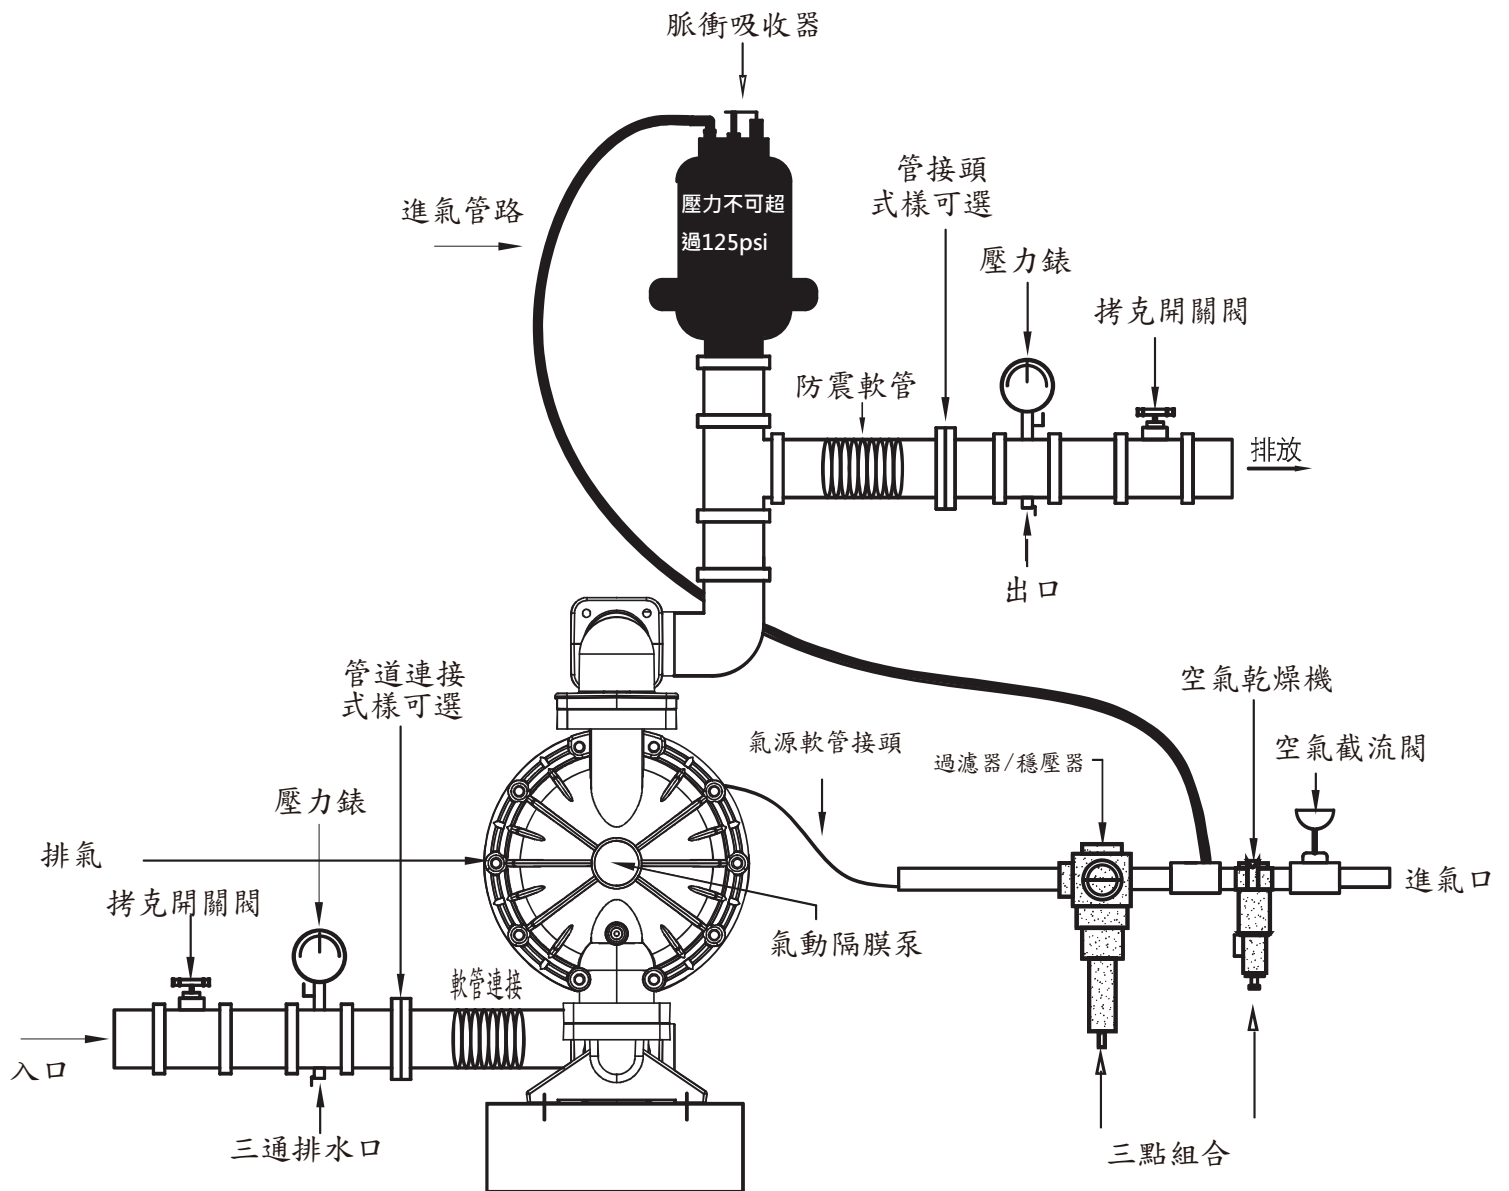 脈衝吸收器
管接頭
式樣可選
進氣管路
壓力不可超
過125psi
壓力錶
拷克開關閥
防震軟管
排放
出口
管道連接
式樣可選
空氣乾燥機
氣源軟管接頭
過濾器/穩壓器
空氣截流閥
壓力錶
排氣
進氣口
拷克開關閥
氣動隔膜泵
軟管連接
入口
三通排水口
三點組合